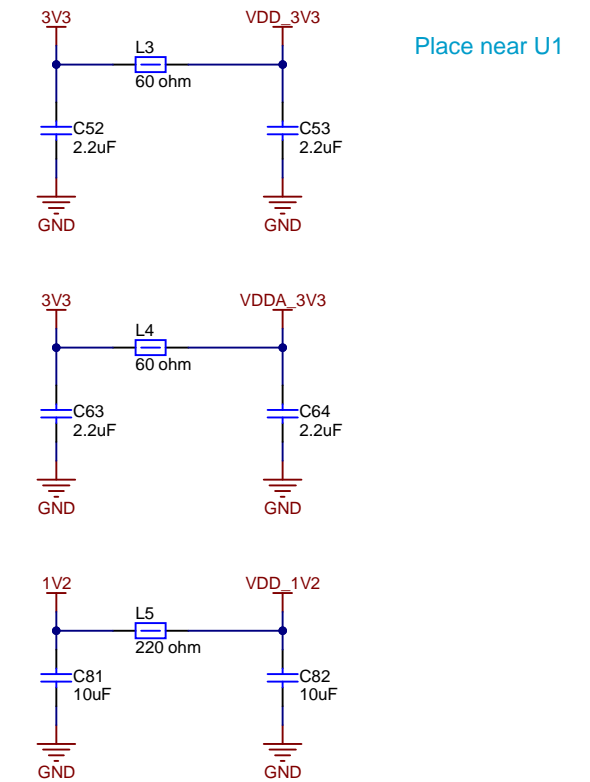 3V3
VDD_3V3
Place near U1
L3
60 ohm
C52
2.2uF
C53
2.2uF
GND
GND
3V3
VDDA_3V3
L4
60 ohm
C63
2.2uF
C64
2.2uF
GND
GND
1V2
VDD_1V2
L5
220 ohm
C81
10uF
C82
10uF
GND
GND